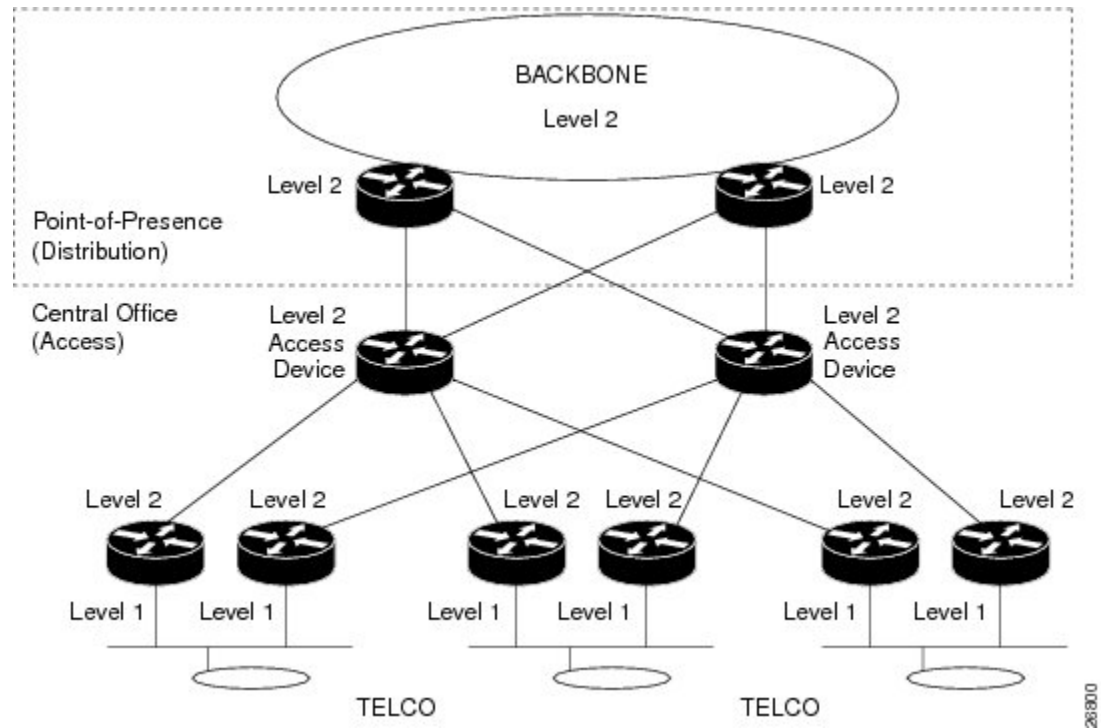 BACKBONE
Level 2
Level 2
Level 2
Point-of-Presence
(Distribution)
Central Office
(Access)
Level 2
Access
Device
Level 2
Access
Device
Level 2
Level 2
Level 2
Level 2
Level 2
Level 2
Level 1
Level 1
Level 1
Level 1
Level 1
Level 1
TELCO
TELCO
26800